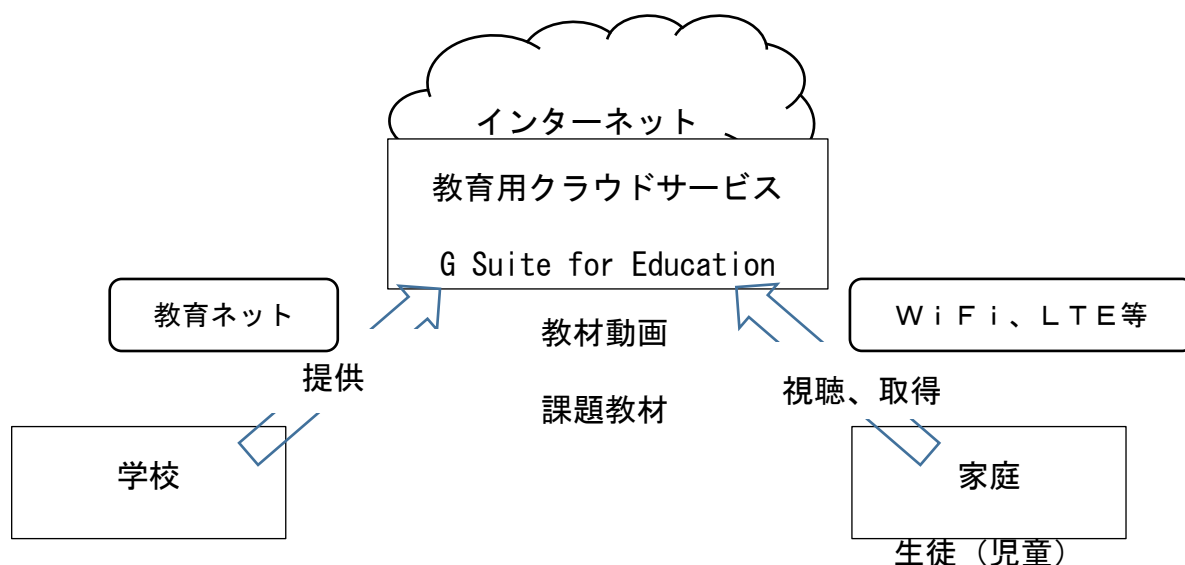 インターネット
教育用クラウドサービス
G Suite for Education
教育ネット
WiFi、LTE等
教材動画
提供
視聴、取得
課題教材
学校
家庭
生徒（児童）